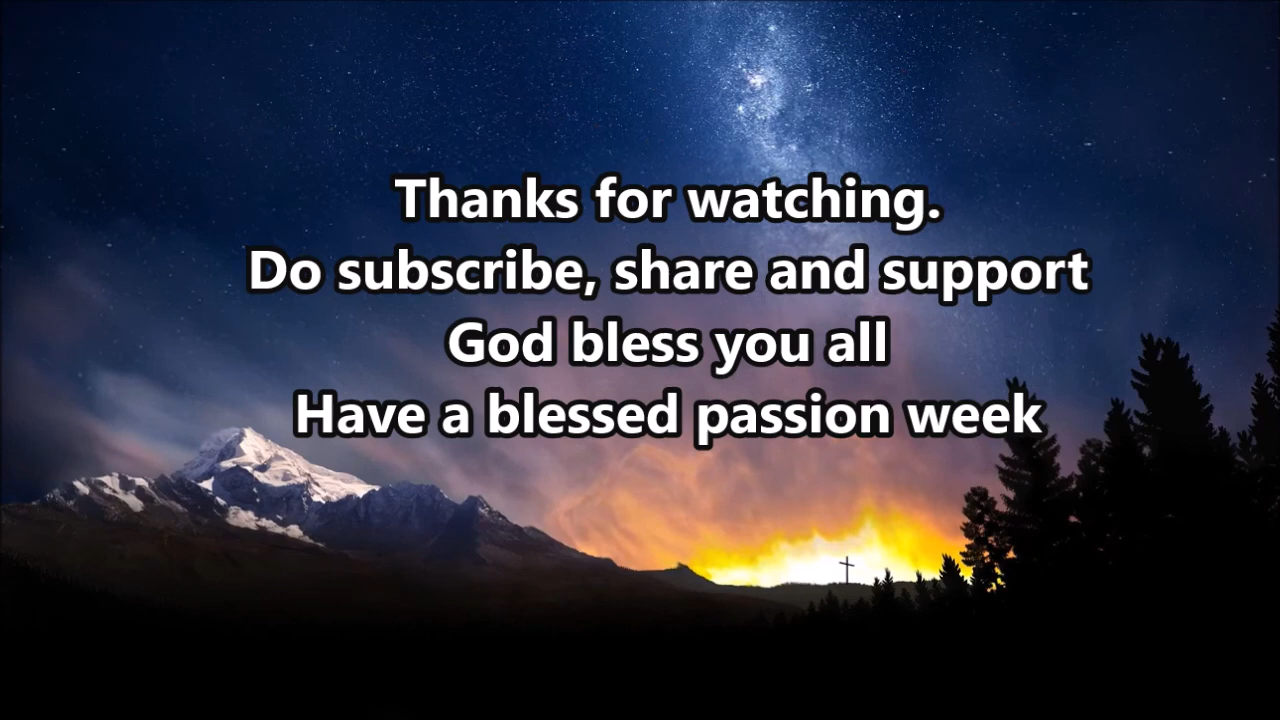 Thanks for watching.
Do subscribe, share and support
God bless you all
Have a blessed passion week